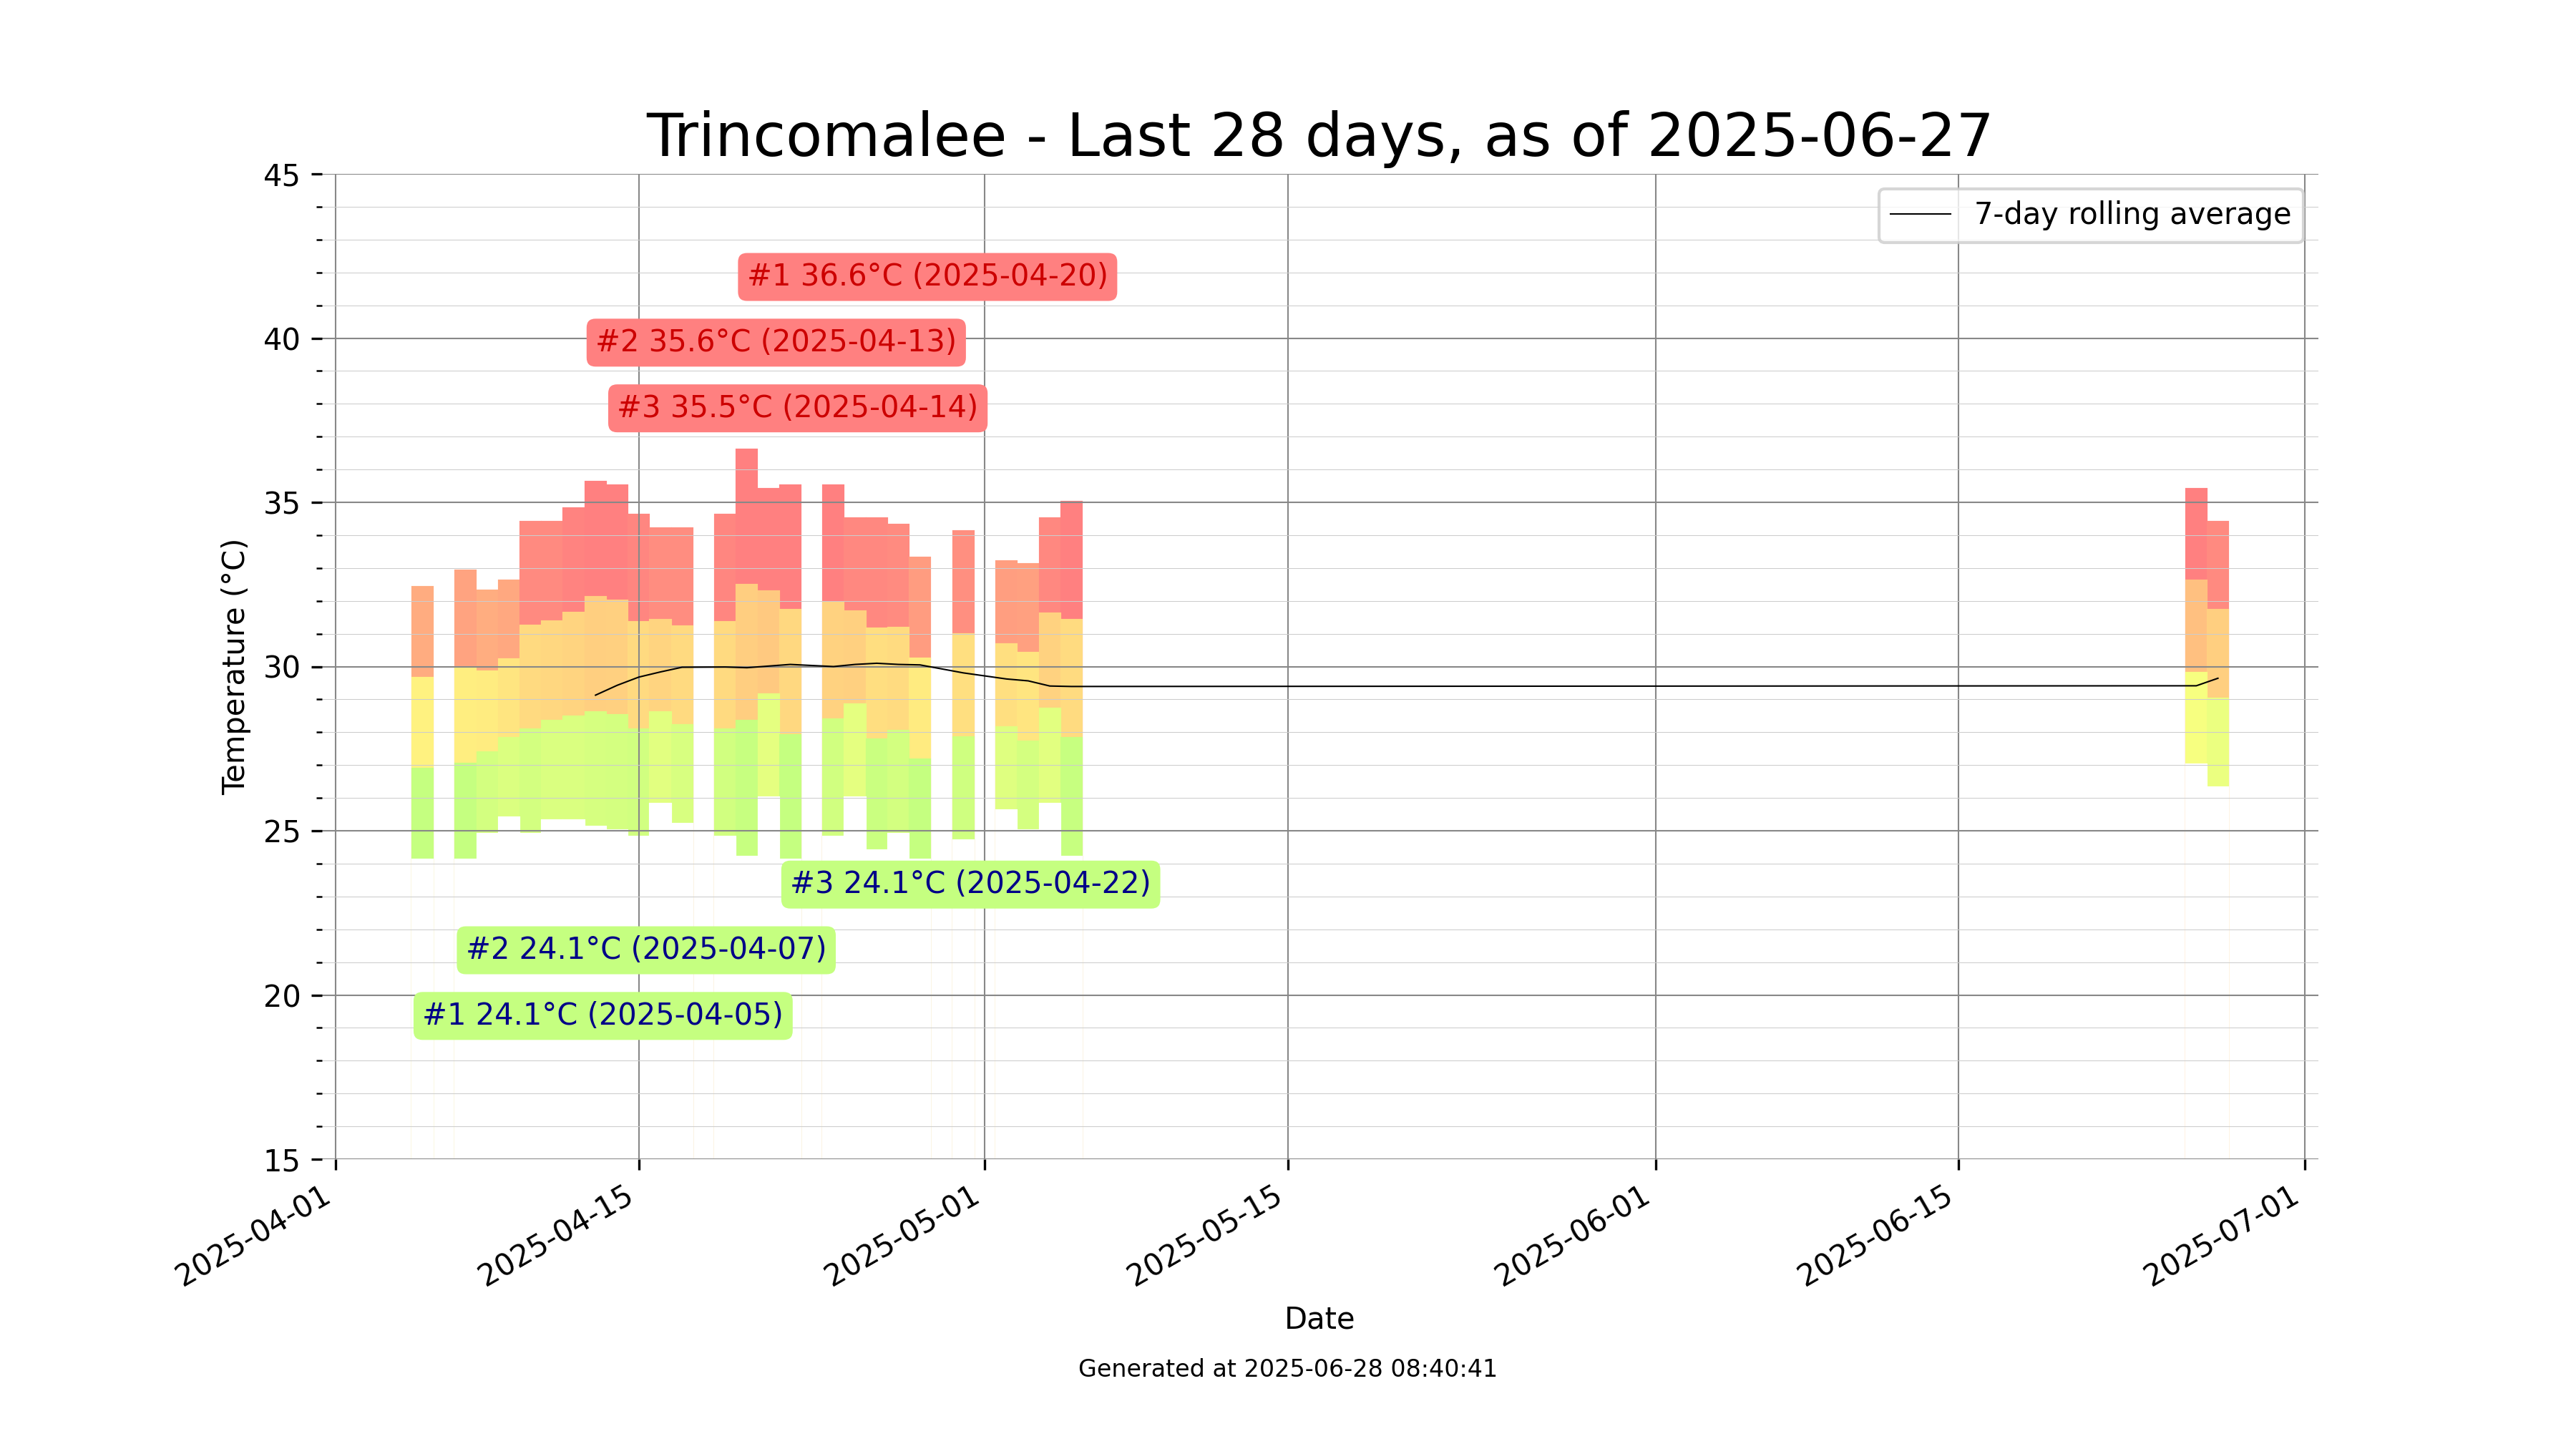 Trincomalee - Last 28 days, as of 2025-06-27
7-day rolling average
45
40
35
30
25
20
15
Temperature (°C)
#1 36.6°C (2025-04-20)
#2 35.6°C (2025-04-13)
#3 35.5°C (2025-04-14)
#3 24.1°C (2025-04-22)
#2 24.1°C (2025-04-07)
#1 24.1°C (2025-04-05)
2025-04-01
2025-04-15
2025-05-01
2025-05-15
2025-06-01
2025-06-15
2025-07-01
Date
Generated at 2025-06-28 08:40:41